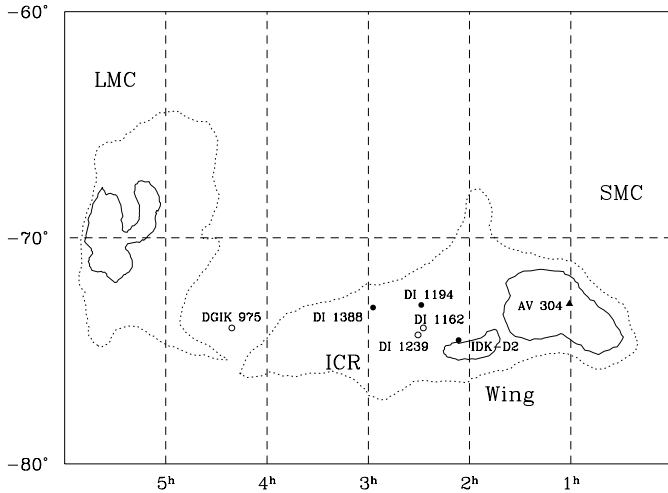 −60°
LMC
SMC
−70°
DI 1194
AV 304
DGIK 975
DI 1388
DI 1162
DI 1239
IDK−D2
ICR
Wing
−80°
5h 4h 3h 2h 1h